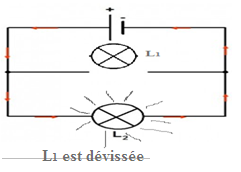 + -
L₁
L₂
L₁ est dévissée